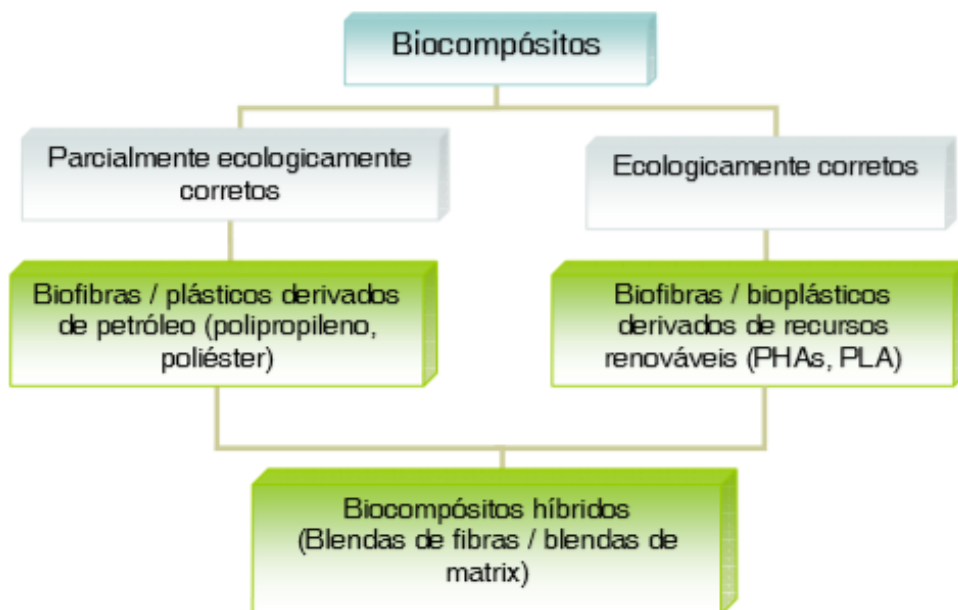 Biocompósitos
Parcialmente ecologicamente
corretos
Ecologicamente corretos
Biofibras / plásticos derivados
de petróleo (polipropileno,
poliéster)
Biofibras / bioplásticos
derivados de recursos
renováveis (PHAs, PLA)
Biocompósitos híbridos
(Blendas de fibras / blendas de
matrix)